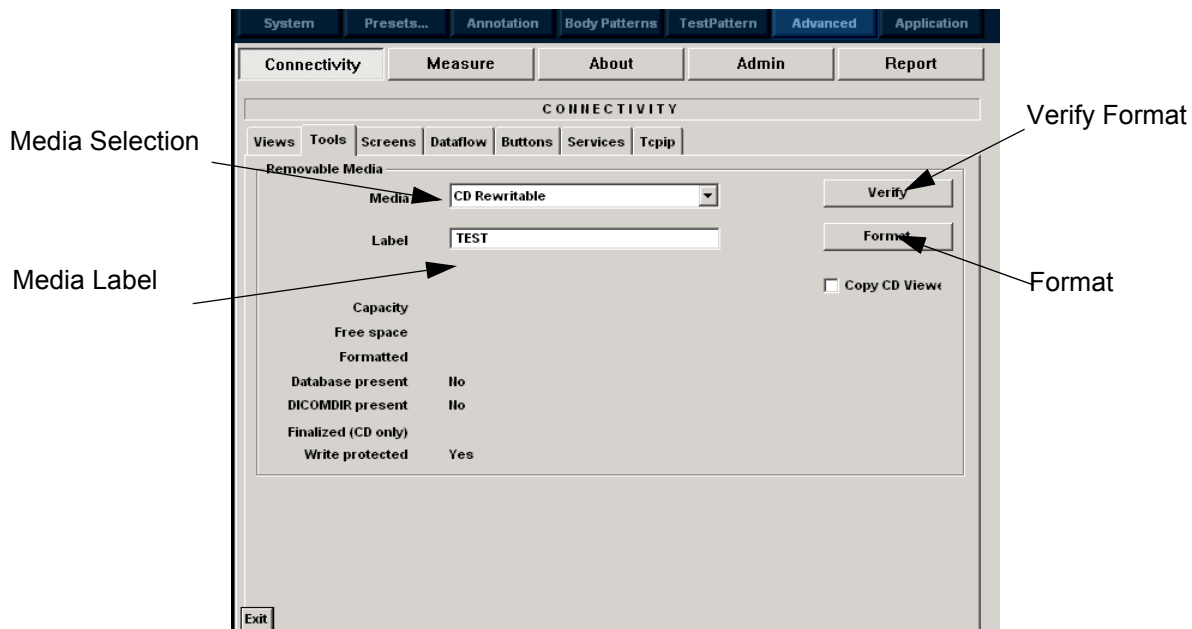 System Presets... Annotation Body Patterns TestPattern Advanced Application
Connectivity Measure About Admin Report
CONNECTIVITY
Verify Format
Media Selection
Views Tools Screens Dataflow Buttons Services Tcpip
Removable Media
Media CD Rewritable Verify
Label TEST Format
Media Label
Copy CD Viewe
Format
Capacity
Free space
Formatted
Database present No
DICOMDIR present No
Finalized (CD only)
Write protected Yes
Exit